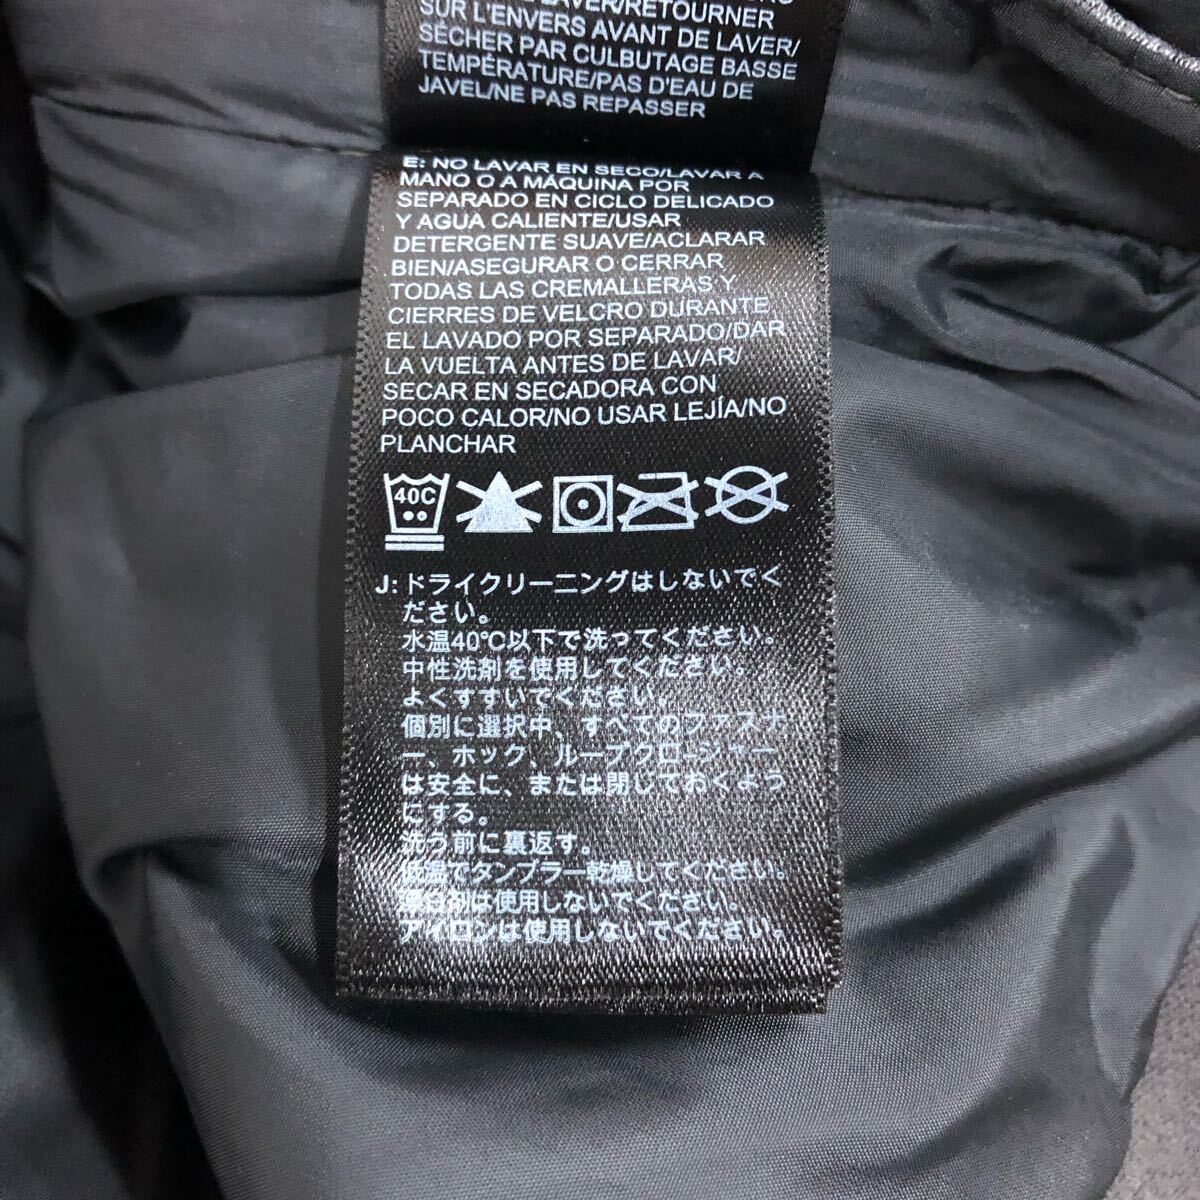 LAVER/RETOURNER
SUR L'ENVERS AVANT DE LAVER/
SÉCHER PAR CULBUTAGE BASSE
TEMPÉRATURE/PAS D'EAU DE
JAVEL/NE PAS REPASSER
E: NO LAVAR EN SECO/LAVAR A
MANO O A MÁQUINA POR
SEPARADO EN CICLO DELICADO
Y AGUA CALIENTE/USAR
DETERGENTE SUAVE/ACLARAR
BIEN/ASEGURAR O CERRAR
TODAS LAS CREMALLERAS Y
CIERRES DE VELCRO DURANTE
EL LAVADO POR SEPARADO/DAR
LA VUELTA ANTES DE LAVAR/
SECAR EN SECADORA CON
POCO CALOR/NO USAR LEJÍA/NO
PLANCHAR
40C
J: ドライクリーニングはしないでく
ださい。
水温40℃以下で洗ってください。
中性洗剤を使用してください。
よくすすいでください。
個別に選択中、すべてのファスナ
ー、ホック、ループクロージャー
は安全に、または閉じておくよう
にする。
洗う前に裏返す。
低温でタンブラー乾燥してください。
漂白剤は使用しないでください。
アイロンは使用しないでください。